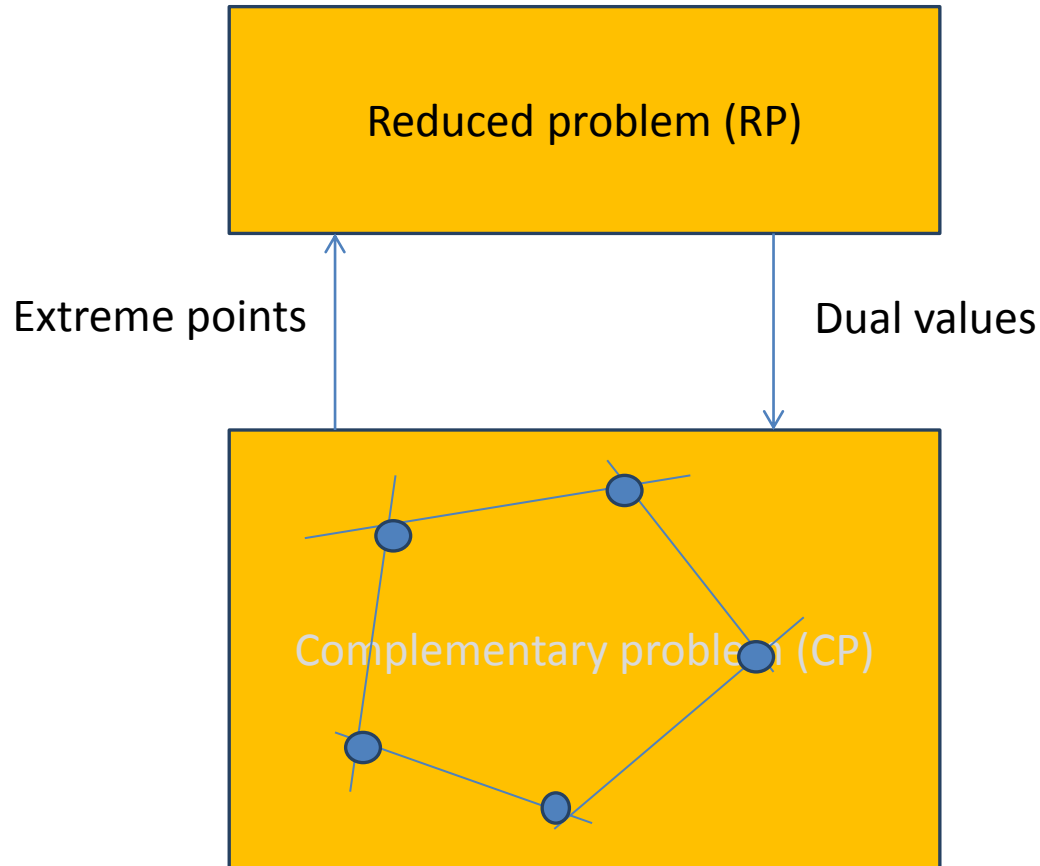 Reduced problem (RP)
Extreme points
Dual values
Complementary problem (CP)